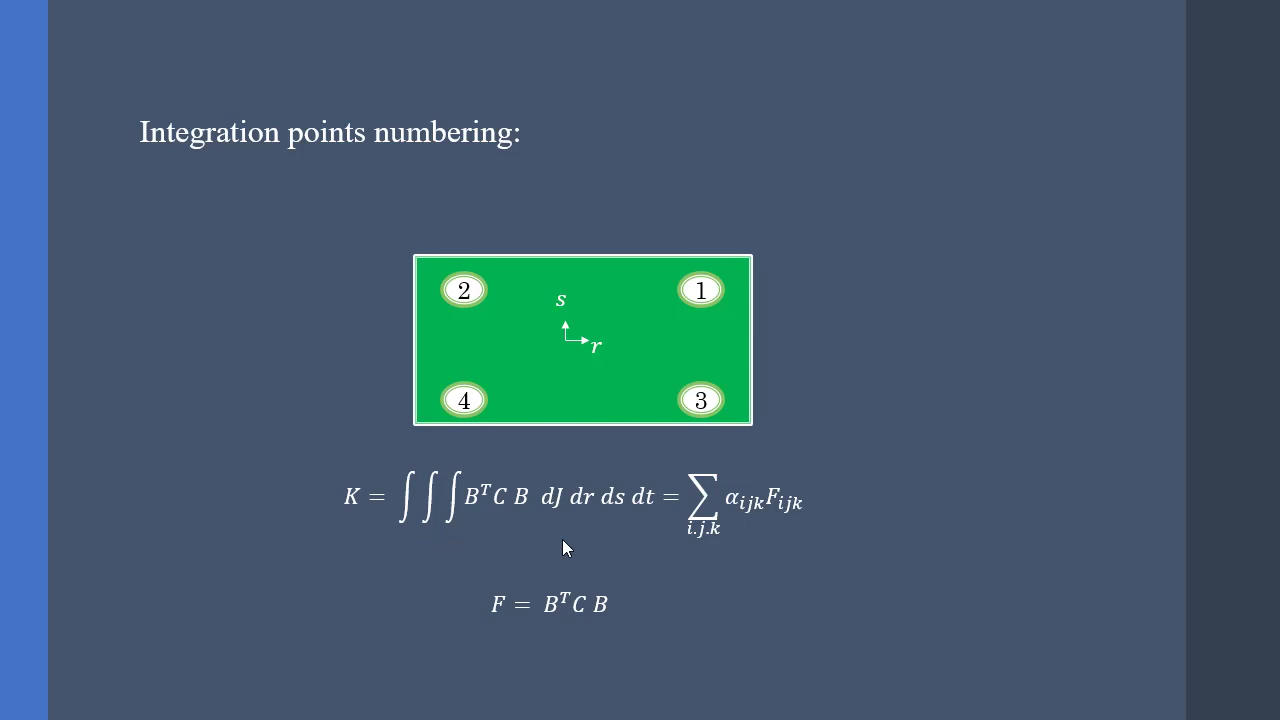 Integration points numbering:
2 1
s
r
4 3
K = ∫∫∫ B^T C B dJ dr ds dt = ∑_{i.j.k} α_{ijk} F_{ijk}
F = B^T C B